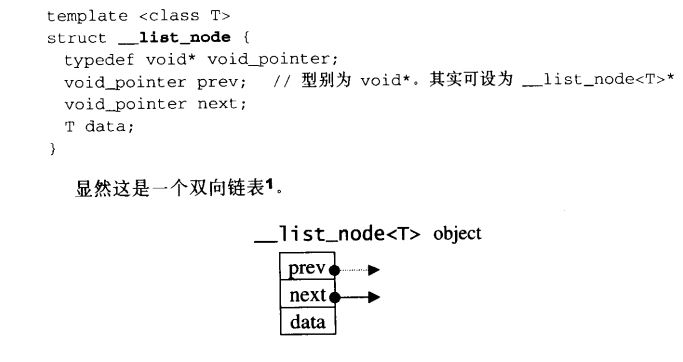 template <class T>
struct __list_node {
typedef void* void_pointer;
void_pointer prev; // 型别为 void*。其实可设为 __list_node<T>*
void_pointer next;
T data;
}
显然这是一个双向链表1。
__list_node<T> object
prev
next
data